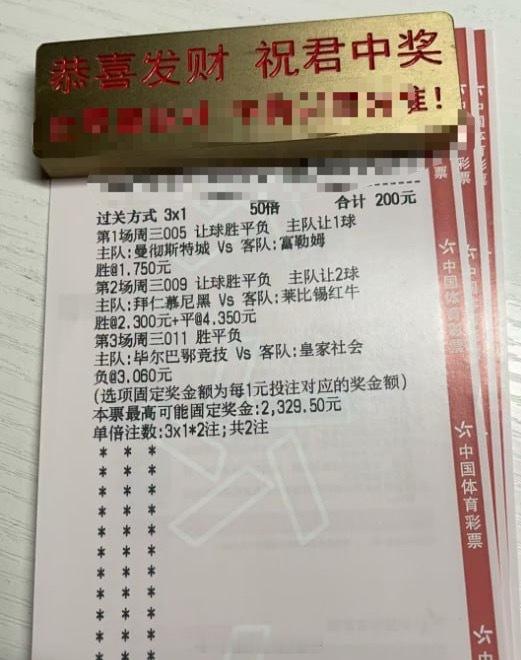 恭喜发财 祝君中奖
准!
过关方式 3x1 50倍 合计 200元
第1场周三005 让球胜平负 主队让1球
主队:曼彻斯特城 Vs 客队:富勒姆
胜@1.750元
第2场周三009 让球胜平负 主队让2球
主队:拜仁慕尼黑 Vs 客队:莱比锡红牛
胜@2.300元+平@4.350元
第3场周三011 胜平负
主队:毕尔巴鄂竞技 Vs 客队:皇家社会
负@3.060元
(选项固定奖金额为每1元投注对应的奖金额)
本票最高可能固定奖金:2,329.50元
单倍注数:3x1*2注;共2注
* * *
* * *
* * *
* * *
* * *
* * *
* * *
* * *
* * *
* * *
* * *
* * *
中国体育彩票
中国体育彩票
中国体育彩票
中